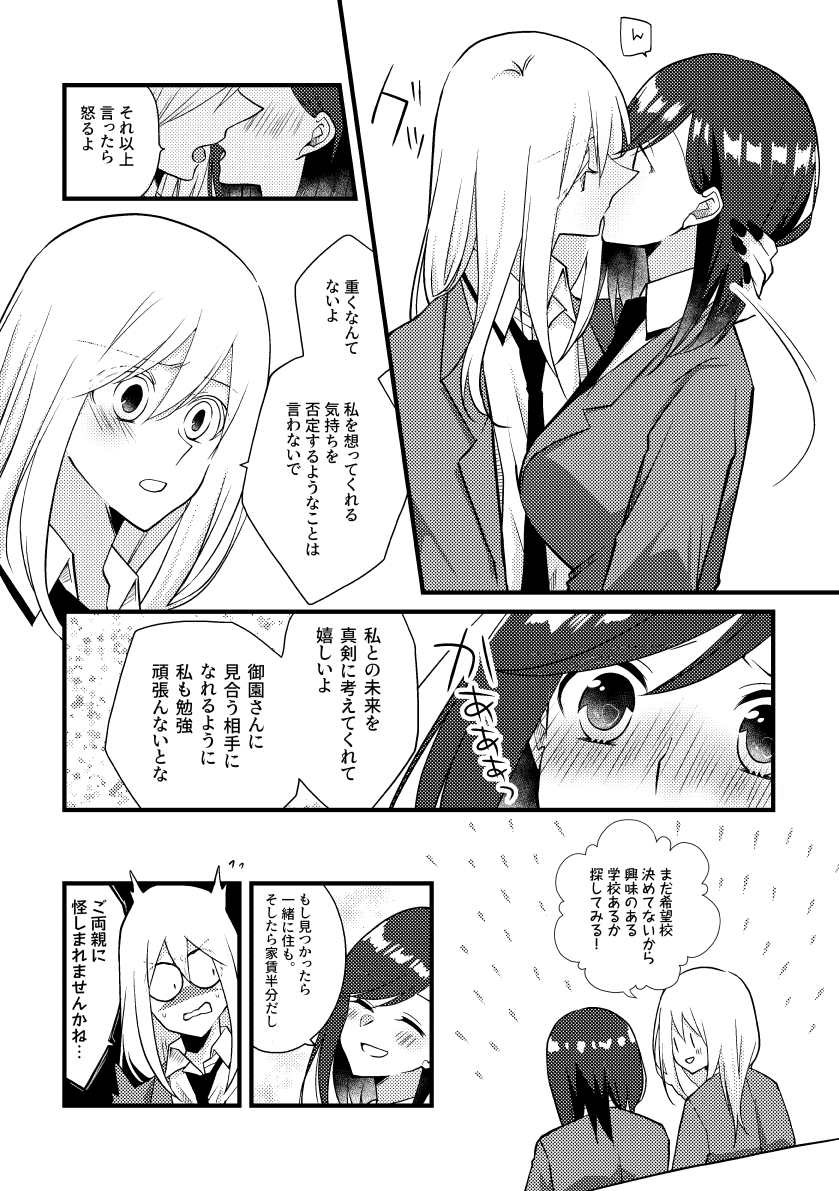 ん
グッ
それ以上
言ったら
怒るよ
重くなんて
ないよ
私を想ってくれる
気持ちを
否定するようなことは
言わないで
かぁぁぁっ
私との未来を
真剣に考えてくれて
嬉しいよ
御園さんに
見合う相手に
なれるように
私も勉強
頑張んないとな
まだ希望校
決めてないから
興味のある
学校あるか
探してみる!
もし見つかったら
一緒に住も。
そしたら家賃半分だし
ご両親に
怪しまれませんかね…